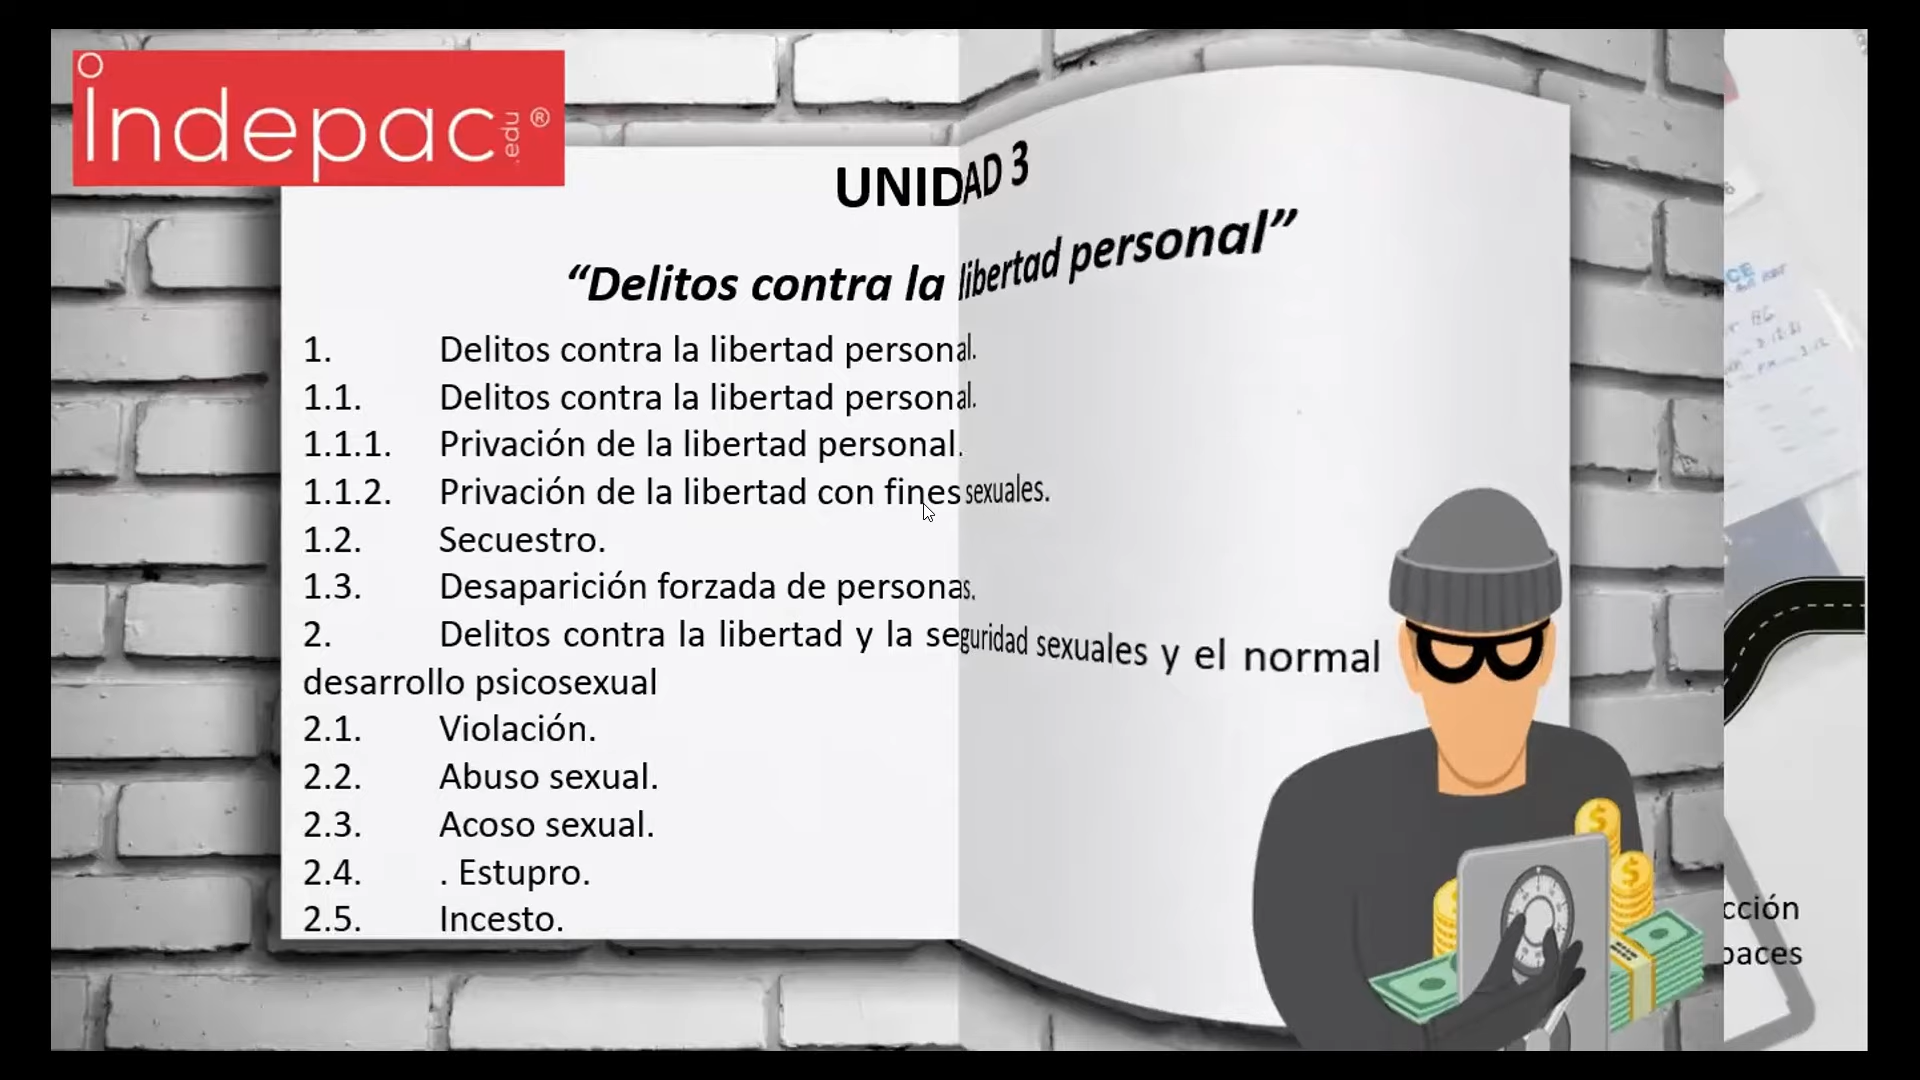 Indepac.edu®
UNIDAD 3
“Delitos contra la libertad personal”
1. Delitos contra la libertad personal.
1.1. Delitos contra la libertad personal.
1.1.1. Privación de la libertad personal.
1.1.2. Privación de la libertad con fines sexuales.
1.2. Secuestro.
1.3. Desaparición forzada de personas.
2. Delitos contra la libertad y la seguridad sexuales y el normal
desarrollo psicosexual
2.1. Violación.
2.2. Abuso sexual.
2.3. Acoso sexual.
2.4. . Estupro.
2.5. Incesto.
cción
paces